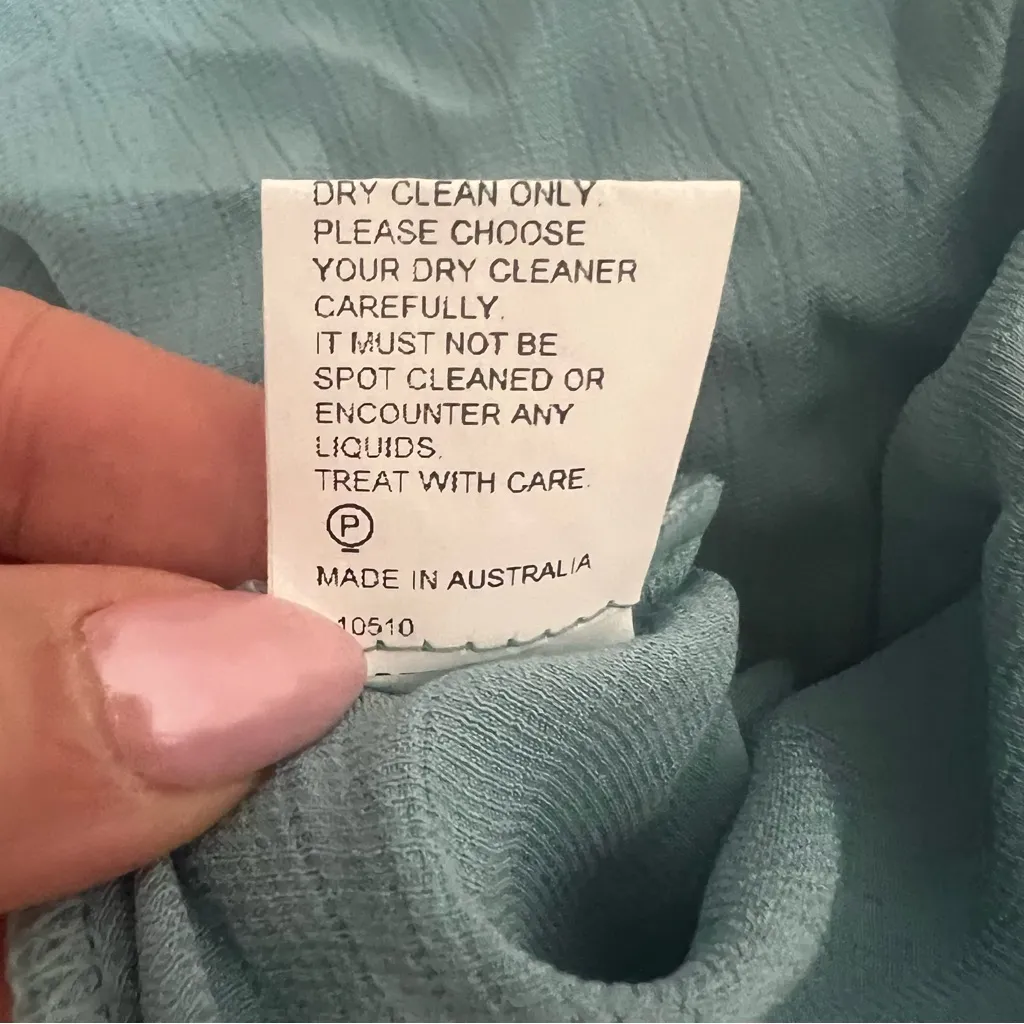 DRY CLEAN ONLY.
PLEASE CHOOSE
YOUR DRY CLEANER
CAREFULLY.
IT MUST NOT BE
SPOT CLEANED OR
ENCOUNTER ANY
LIQUIDS.
TREAT WITH CARE.
P
MADE IN AUSTRALIA
10510